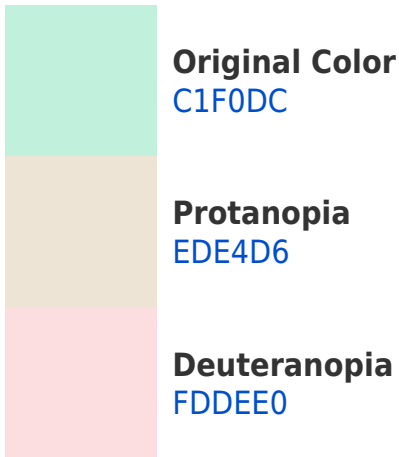 Original Color
C1F0DC
Protanopia
EDE4D6
Deuteranopia
FDDEE0